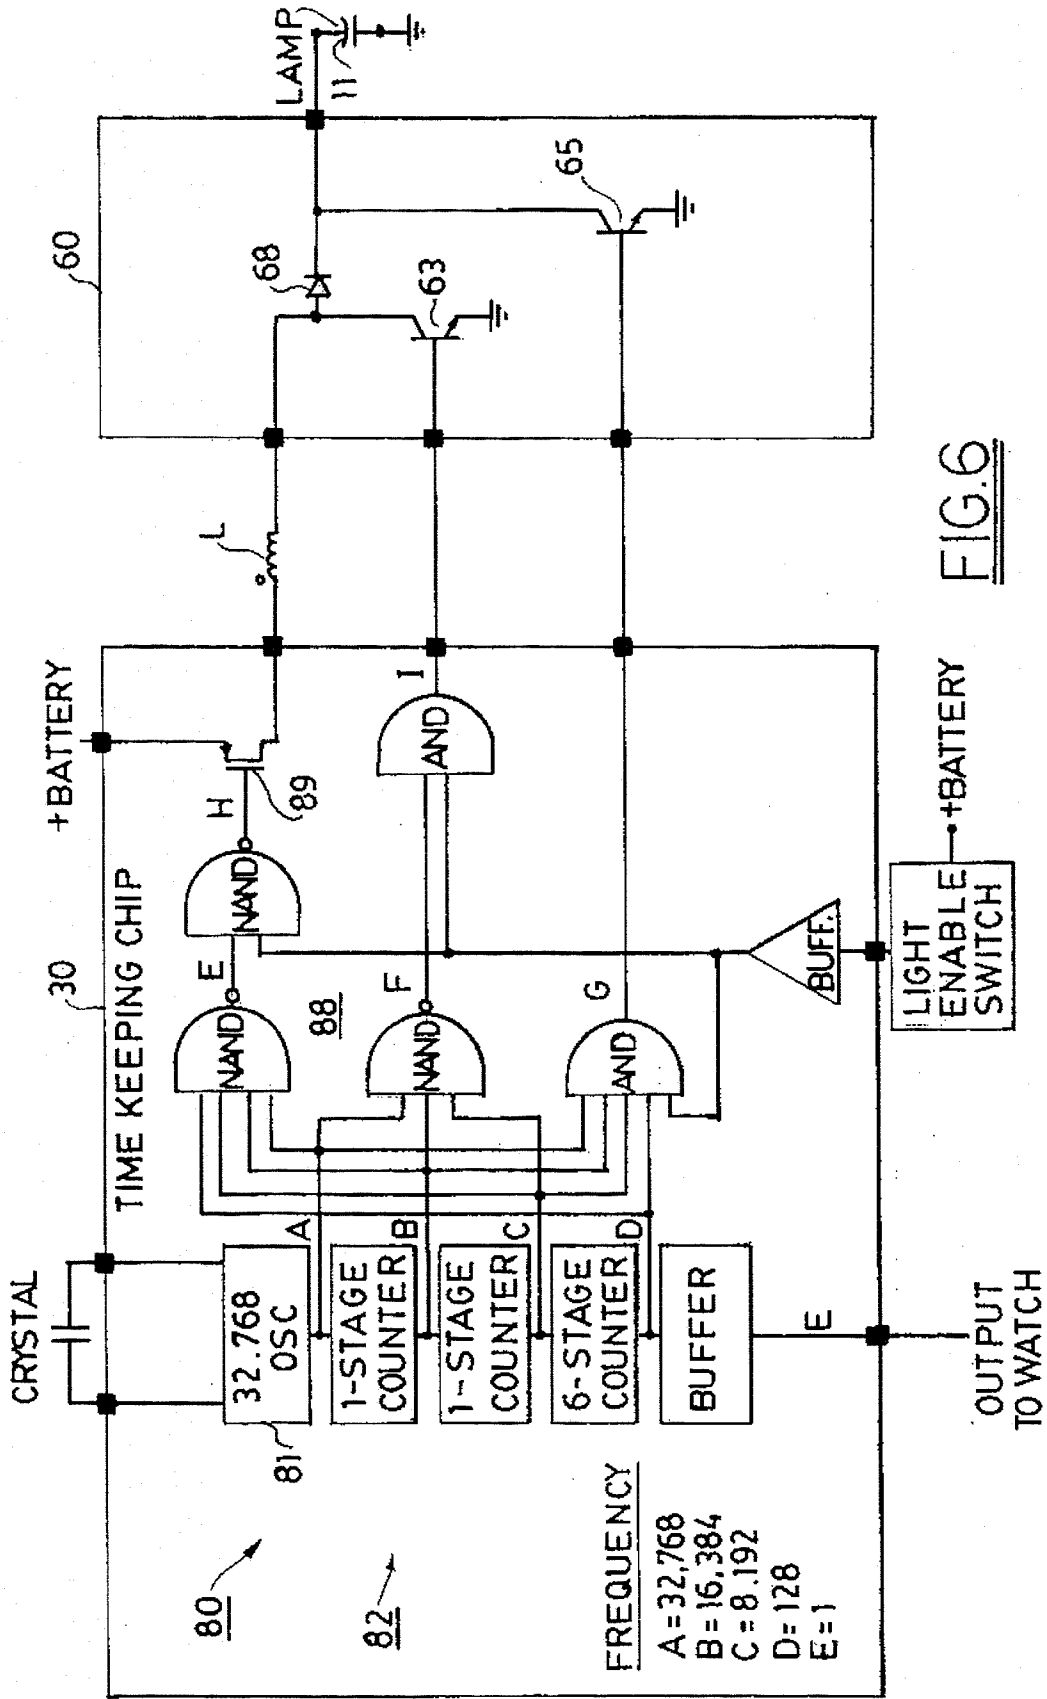 CRYSTAL
+BATTERY
60
LAMP
11
30
TIME KEEPING CHIP
81
32.768
OSC
A
1-STAGE
COUNTER
B
1-STAGE
COUNTER
C
6-STAGE
COUNTER
D
BUFFER
E
OUTPUT
TO WATCH
80
82
FREQUENCY
A=32,768
B=16,384
C=8.192
D=128
E=1
NAND
E
NAND
H
89
88
NAND
F
AND
I
AND
G
BUFF.
LIGHT
ENABLE
SWITCH
+BATTERY
L
68
63
65
FIG.6